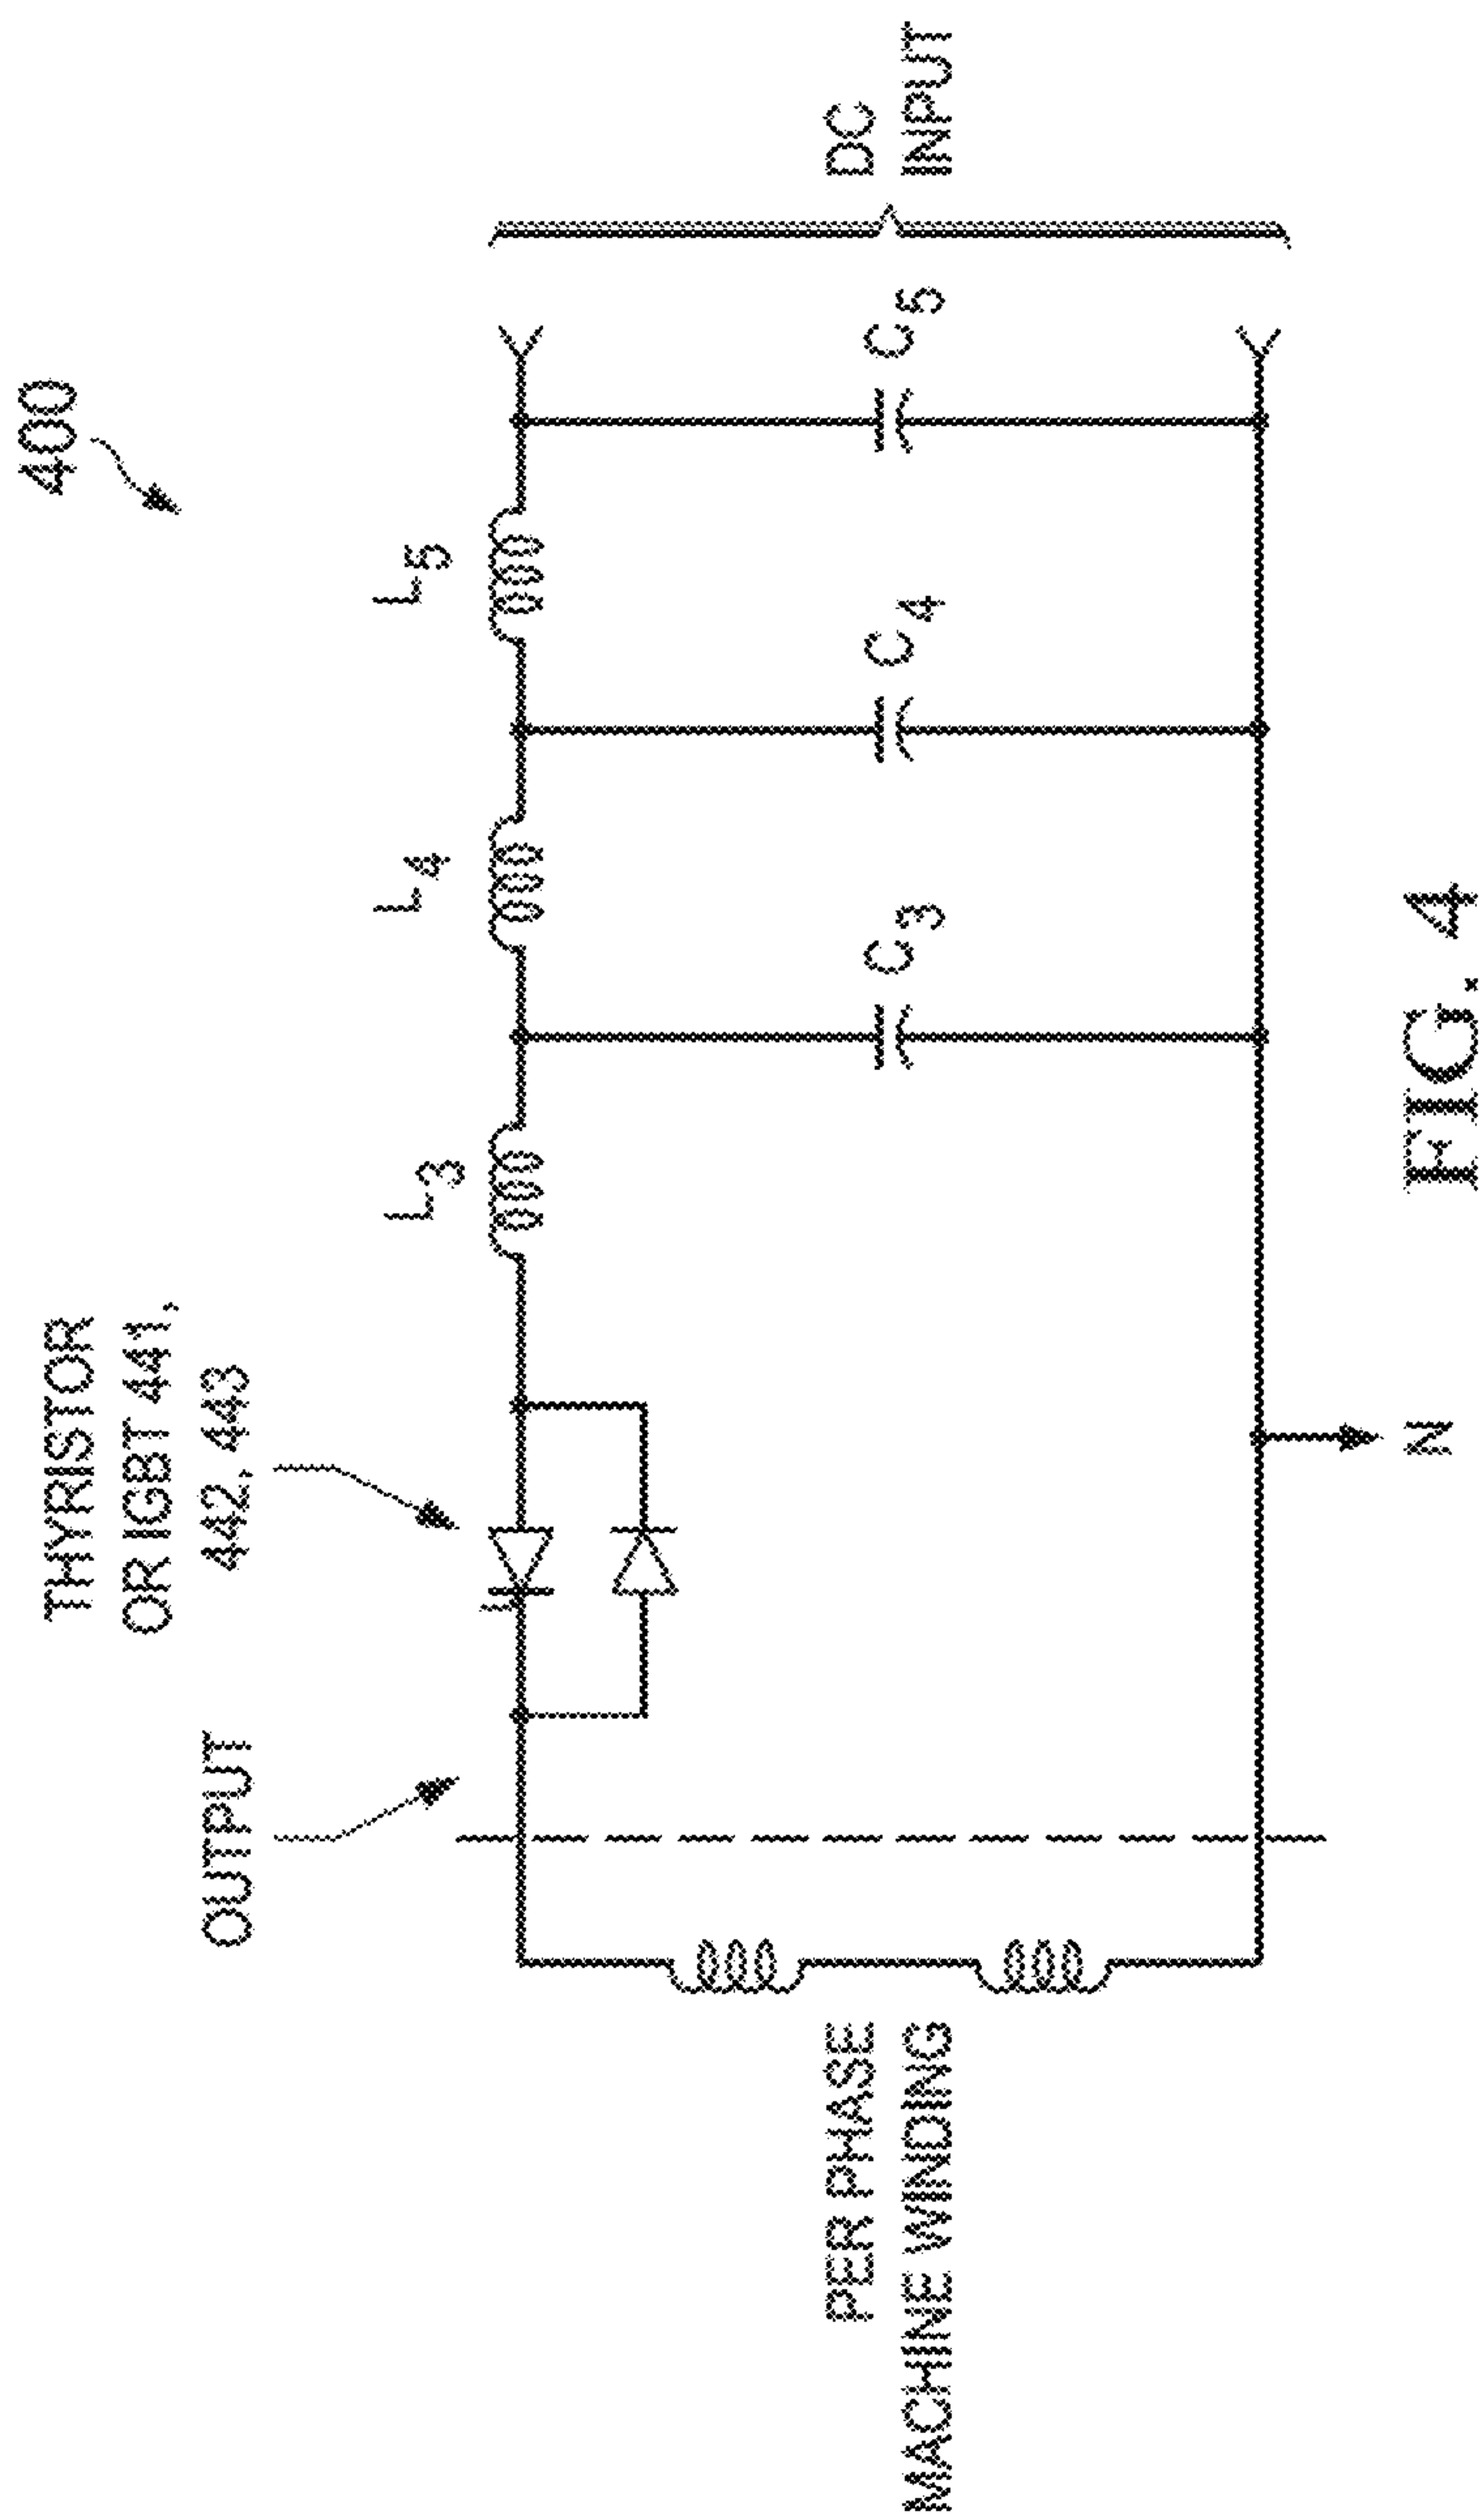 400
THYRISTOR
OR IGBT 441,
442, 443
OUTPUT
L3
L4
L5
PER PHASE
MACHINE WINDING
C3
C4
C5
DC
INPUT
N
FIG. 4